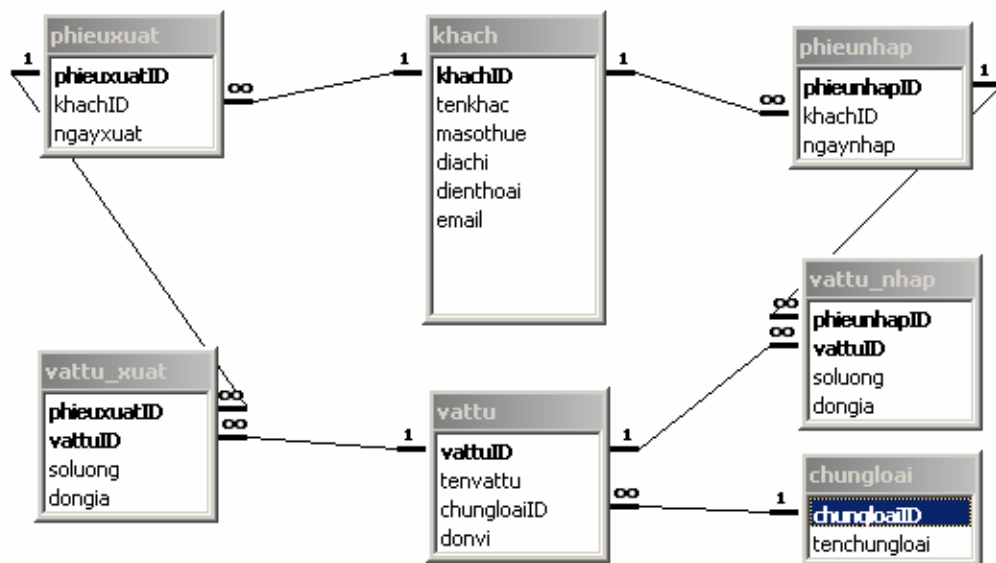 phieuxuat
phieuxuatID
khachID
ngayxuat
1
∞
khach
khachID
tenkhac
masothue
diachi
dienthoai
email
1
1
phieunhap
phieunhapID
khachID
ngaynhap
∞
1
vattu_nhap
phieunhapID
vattuID
soluong
dongia
∞
∞
vattu_xuat
phieuxuatID
vattuID
soluong
dongia
∞
∞
vattu
vattuID
tenvattu
chungloaiID
donvi
1
1
∞
chungloai
chungloaiID
tenchungloai
1